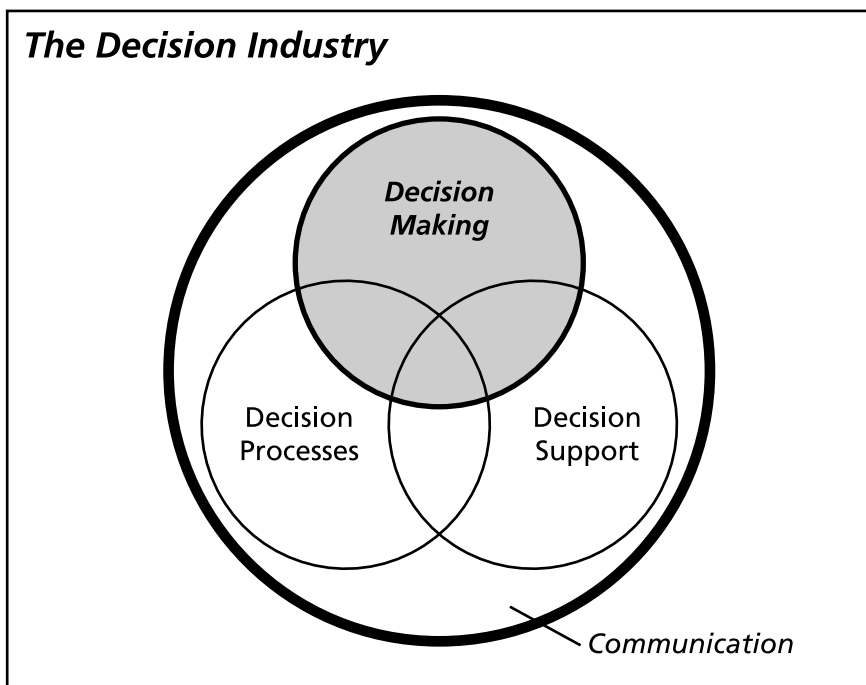 The Decision Industry
Decision
Making
Decision
Processes
Decision
Support
Communication